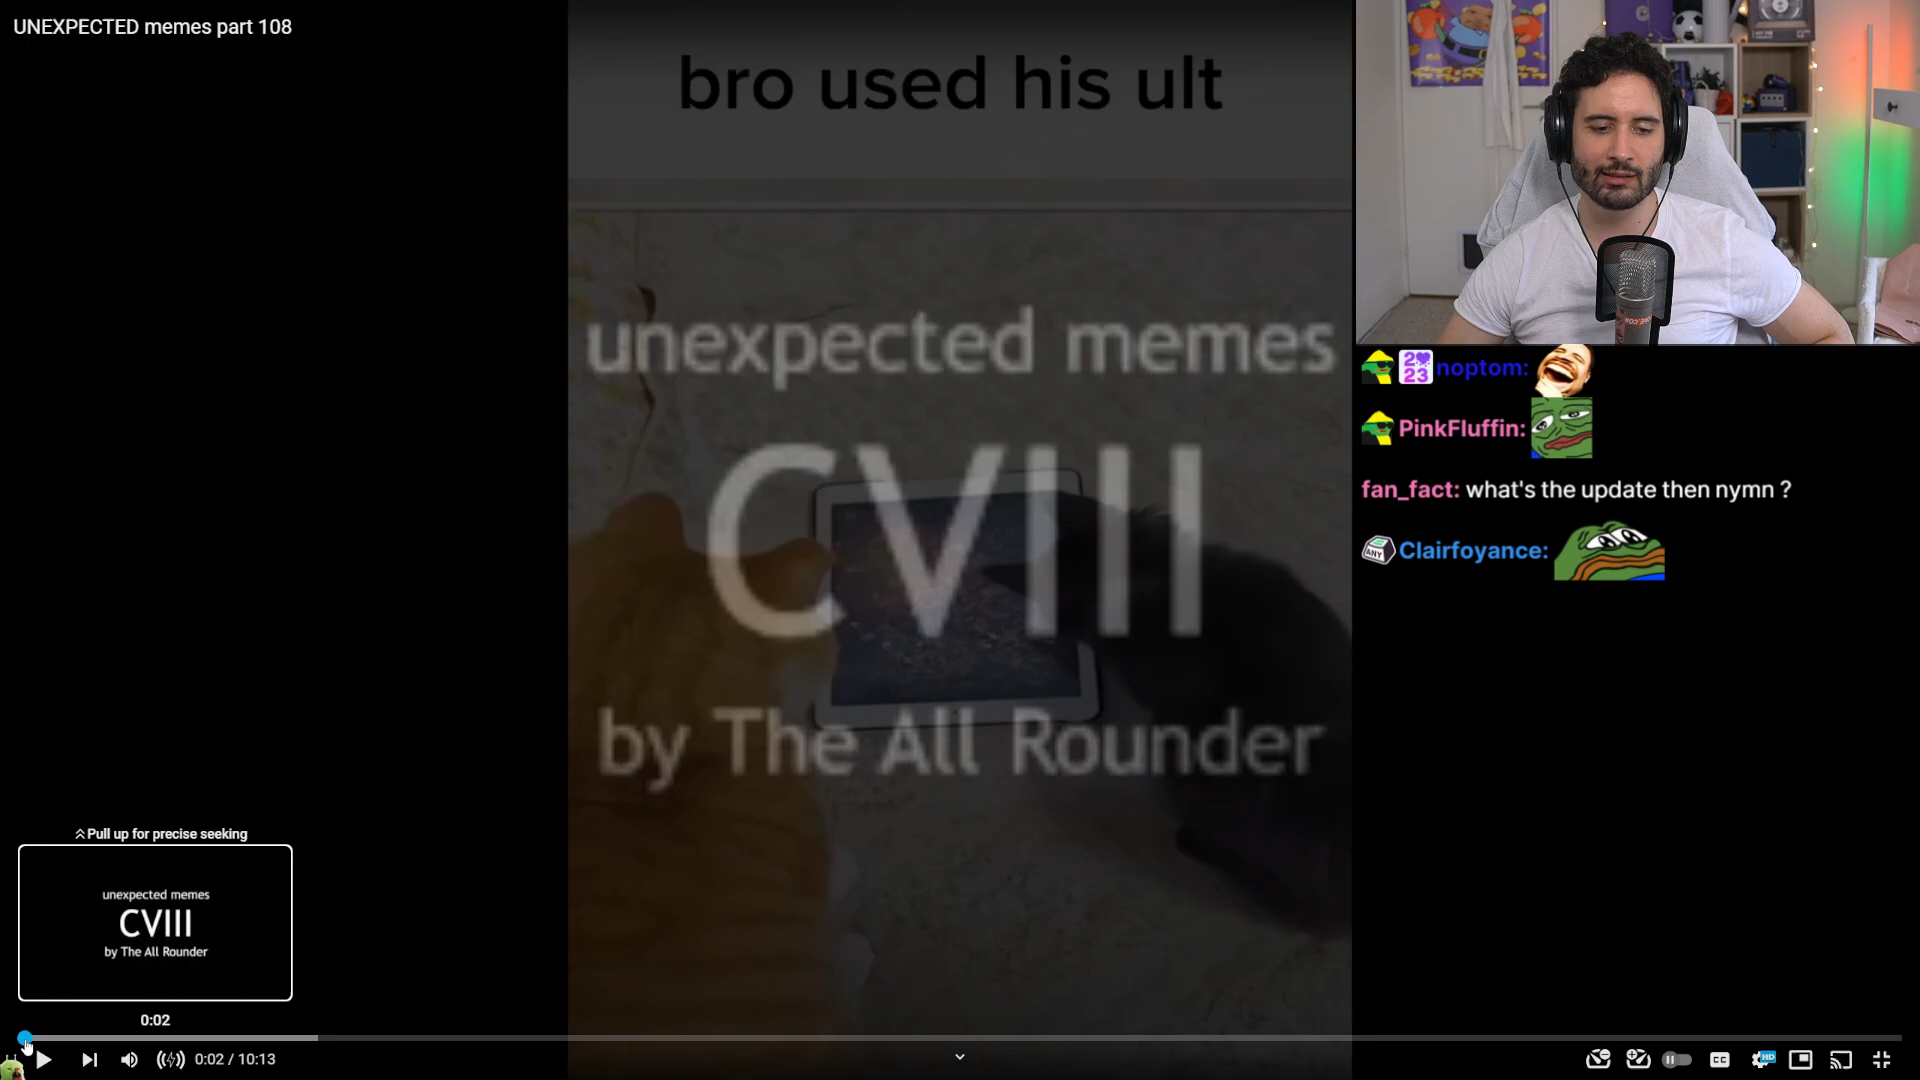 UNEXPECTED memes part 108
bro used his ult
unexpected memes
CVIII
by The All Rounder
noptom:
PinkFluffin:
fan_fact: what's the update then nymn ?
Clairfoyance:
Pull up for precise seeking
unexpected memes
CVIII
by The All Rounder
0:02
0:02 / 10:13
CC
HD